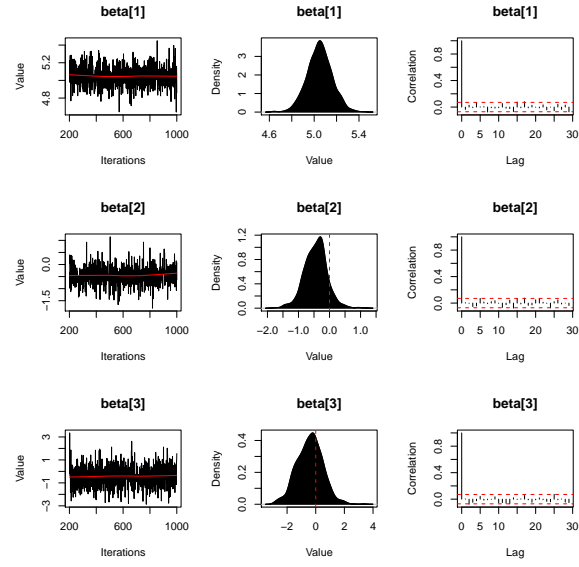 beta[1] beta[1] beta[1]
Value 4.8 5.2
200 600 1000
Iterations
Density 0 1 2 3
4.6 5.0 5.4
Value
Correlation 0.0 0.4 0.8
0 5 10 15 20 25 30
Lag
beta[2] beta[2] beta[2]
Value −1.5 0.0
200 600 1000
Iterations
Density 0.0 0.4 0.8 1.2
−2.0 −1.0 0.0 1.0
Value
Correlation 0.0 0.4 0.8
0 5 10 15 20 25 30
Lag
beta[3] beta[3] beta[3]
Value −3 −1 1 3
200 600 1000
Iterations
Density 0.0 0.2 0.4
−2 0 2 4
Value
Correlation 0.0 0.4 0.8
0 5 10 15 20 25 30
Lag